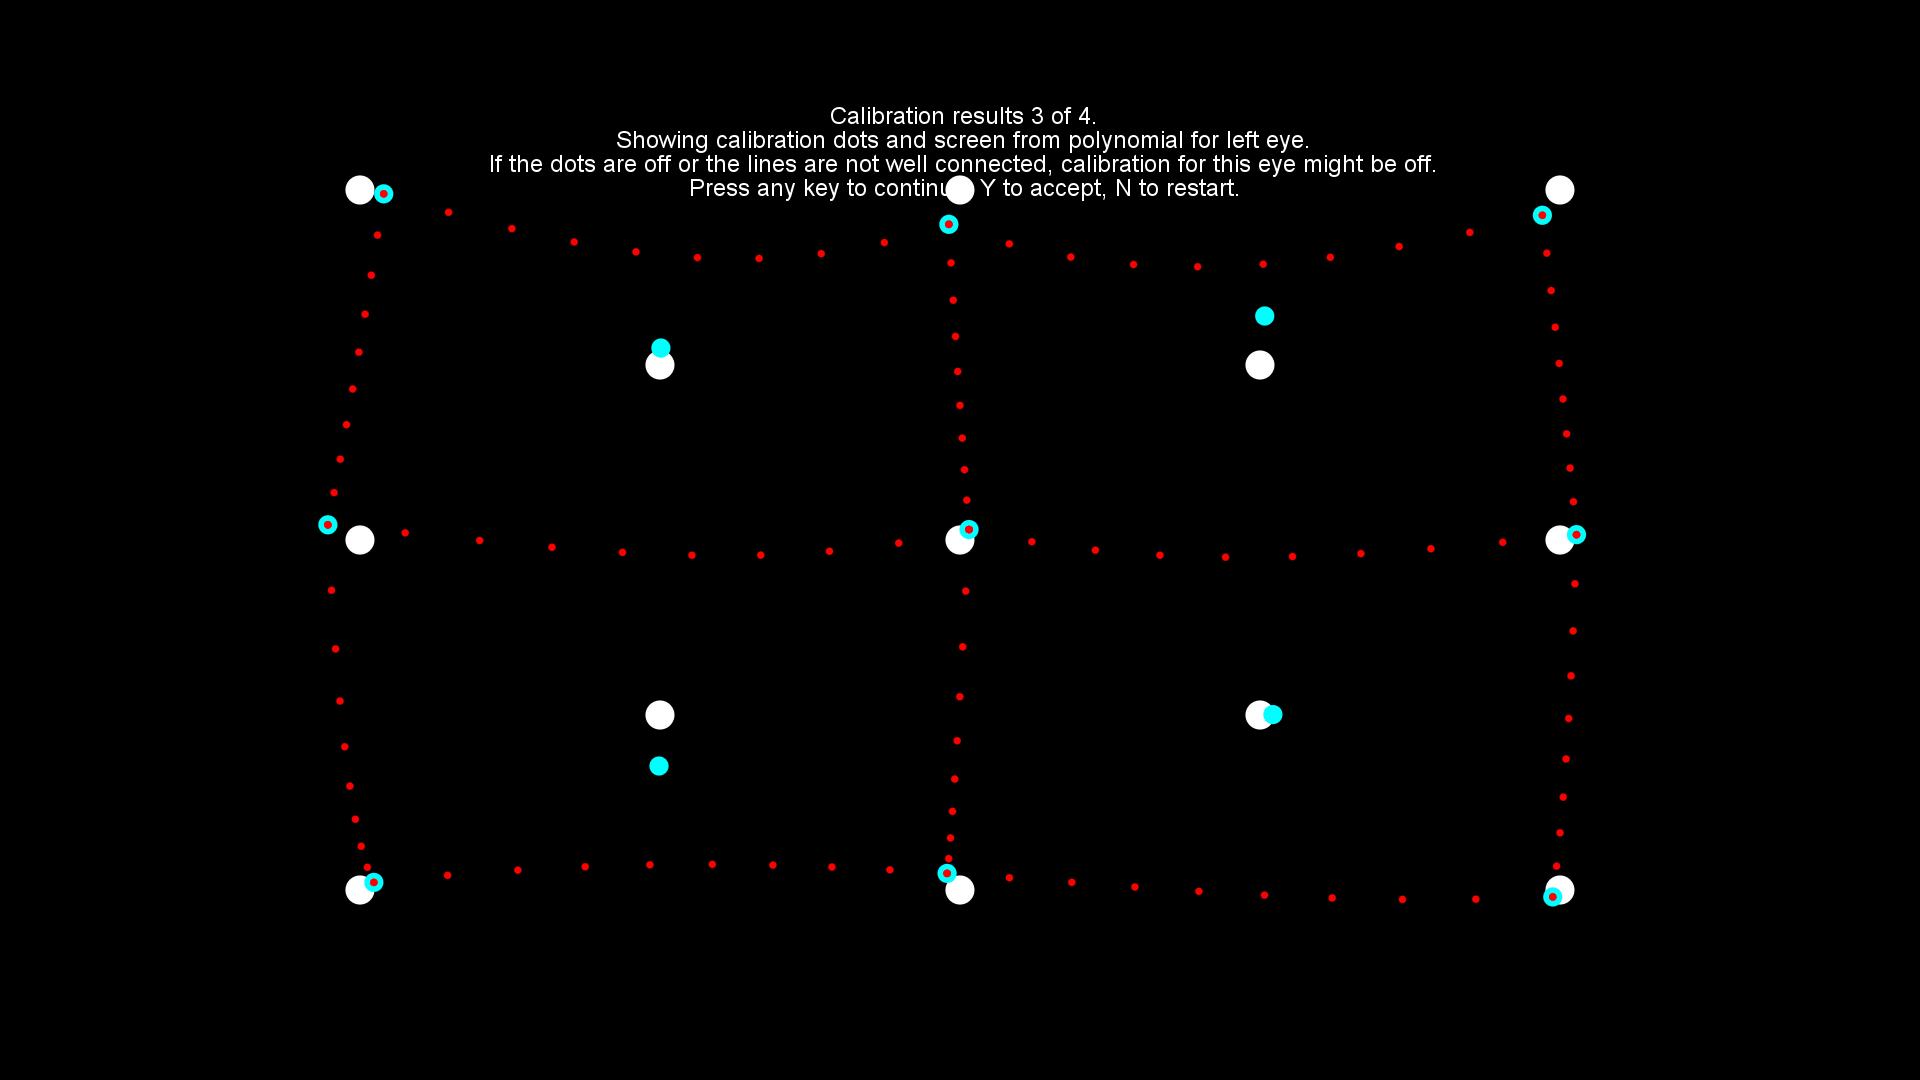 Calibration results 3 of 4.
Showing calibration dots and screen from polynomial for left eye.
If the dots are off or the lines are not well connected, calibration for this eye might be off.
Press any key to continu Y to accept, N to restart.